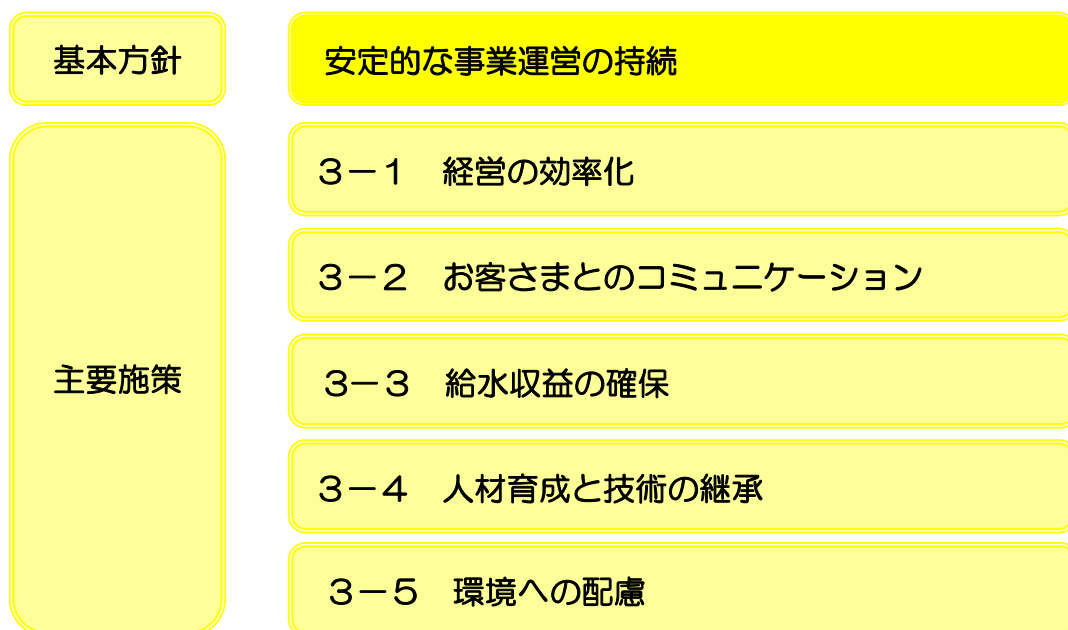 基本方針
安定的な事業運営の持続
主要施策
３－１　経営の効率化
３－２　お客さまとのコミュニケーション
３－３　給水収益の確保
３－４　人材育成と技術の継承
３－５　環境への配慮